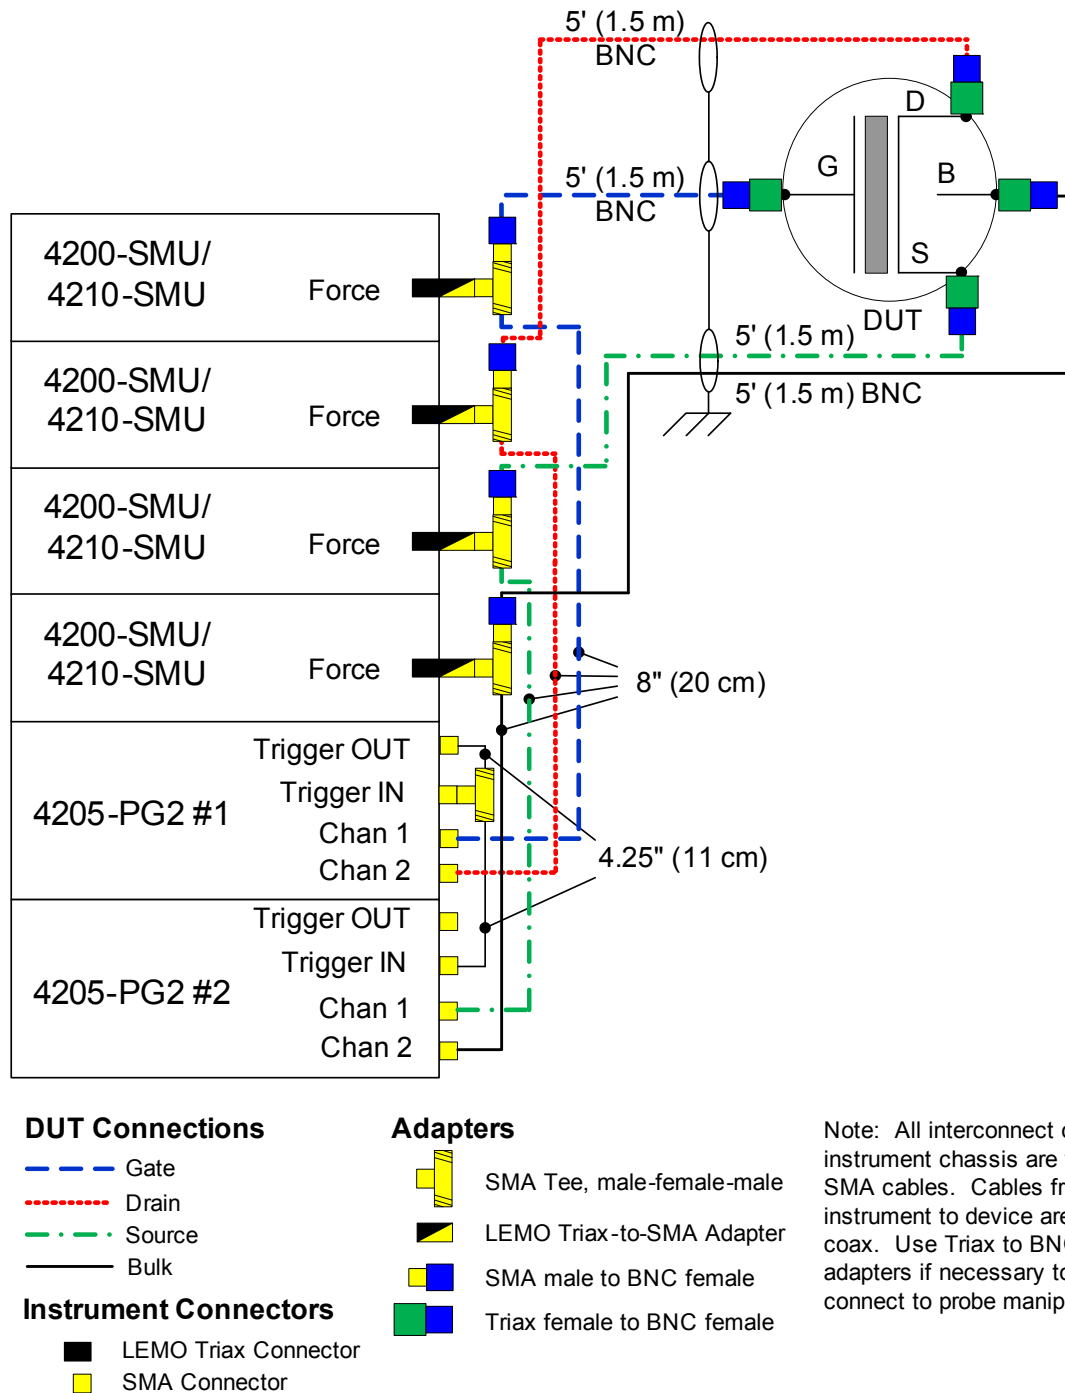 5' (1.5 m)
BNC
D
G
B
5' (1.5 m)
BNC
S
DUT
5' (1.5 m)
5' (1.5 m) BNC
4200-SMU/
4210-SMU
Force
4200-SMU/
4210-SMU
Force
4200-SMU/
4210-SMU
Force
4200-SMU/
4210-SMU
Force
8" (20 cm)
4205-PG2 #1
Trigger OUT
Trigger IN
Chan 1
Chan 2
4.25" (11 cm)
4205-PG2 #2
Trigger OUT
Trigger IN
Chan 1
Chan 2
DUT Connections
Gate
Drain
Source
Bulk
Instrument Connectors
LEMO Triax Connector
SMA Connector
Adapters
SMA Tee, male-female-male
LEMO Triax-to-SMA Adapter
SMA male to BNC female
Triax female to BNC female
Note: All interconnect
instrument chassis are
SMA cables. Cables
instrument to device are
coax. Use Triax to
adapters if necessary
connect to probe